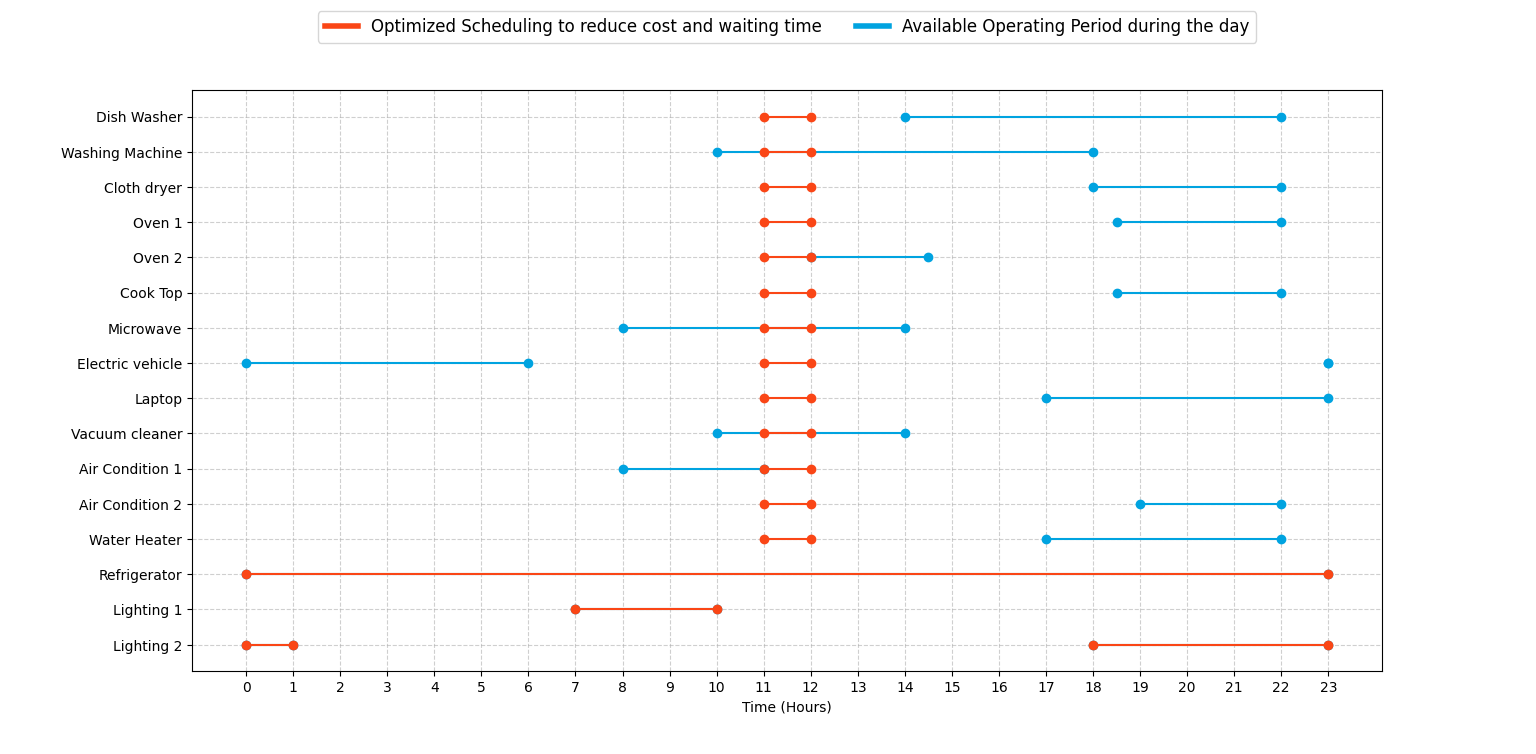 Optimized Scheduling to reduce cost and waiting time Available Operating Period during the day
Dish Washer
Washing Machine
Cloth dryer
Oven 1
Oven 2
Cook Top
Microwave
Electric vehicle
Laptop
Vacuum cleaner
Air Condition 1
Air Condition 2
Water Heater
Refrigerator
Lighting 1
Lighting 2
0 1 2 3 4 5 6 7 8 9 10 11 12 13 14 15 16 17 18 19 20 21 22 23
Time (Hours)